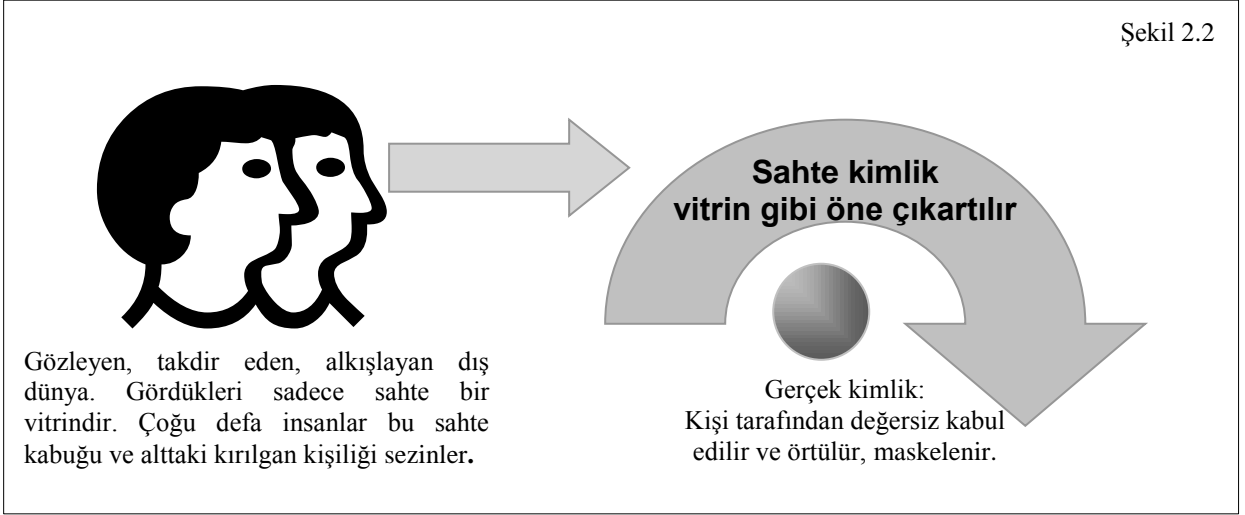 Şekil 2.2
Sahte kimlik
vitrin gibi öne çıkartılır
Gözleyen, takdir eden, alkışlayan dış
dünya. Gördükleri sadece sahte bir
vitrindir. Çoğu defa insanlar bu sahte
kabuğu ve alttaki kırılgan kişiliği sezinler.
Gerçek kimlik:
Kişi tarafından değersiz kabul
edilir ve örtülür, maskelenir.